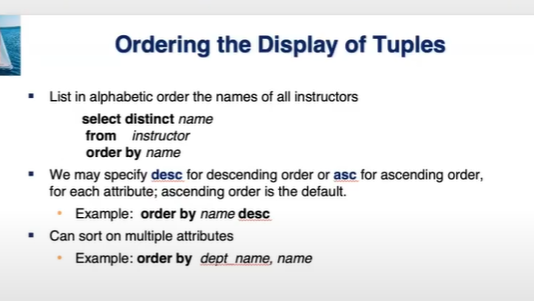 Ordering the Display of Tuples
List in alphabetic order the names of all instructors
select distinct name
from instructor
order by name
We may specify desc for descending order or asc for ascending order,
for each attribute; ascending order is the default.
Example: order by name desc
Can sort on multiple attributes
Example: order by dept_name, name